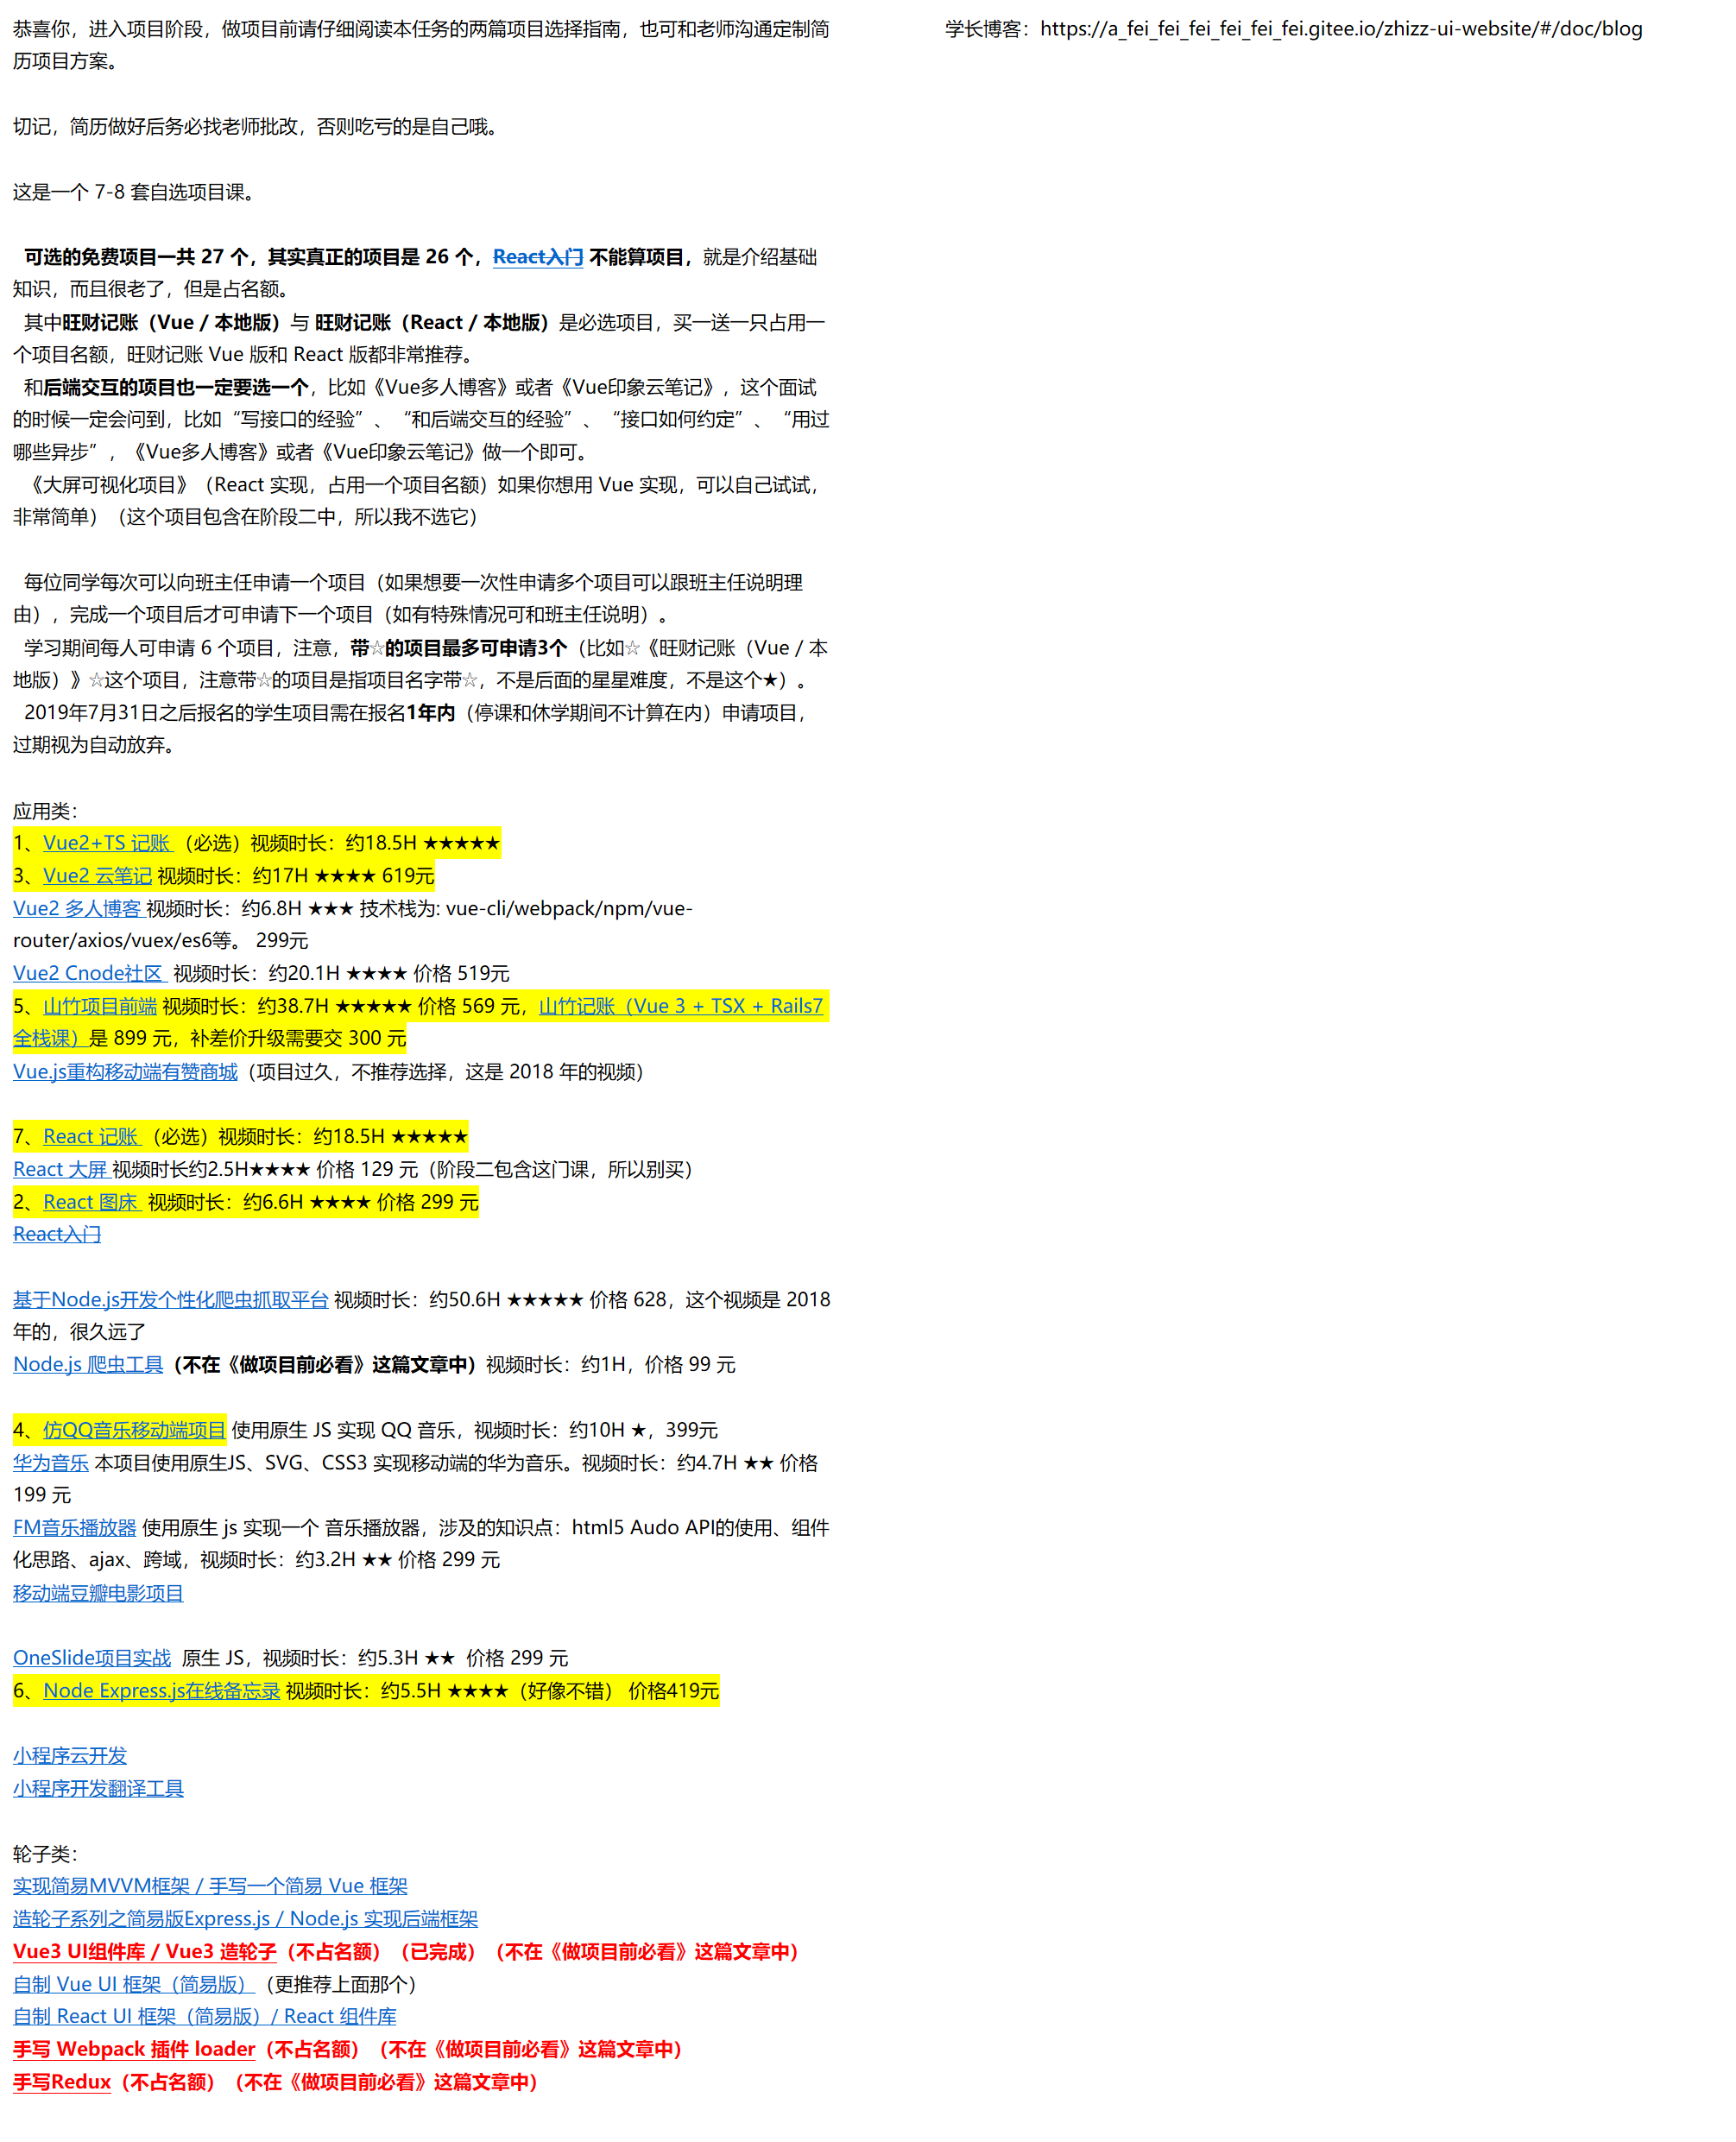 恭喜你，进入项目阶段，做项目前请仔细阅读本任务的两篇项目选择指南，也可和老师沟通定制简
历项目方案。
切记，简历做好后务必找老师批改，否则吃亏的是自己哦。
这是一个 7-8 套自选项目课。
可选的免费项目一共 27 个，其实真正的项目是 26 个，React入门 不能算项目，就是介绍基础
知识，而且很老了，但是占名额。
其中旺财记账（Vue / 本地版）与 旺财记账（React / 本地版）是必选项目，买一送一只占用一
个项目名额，旺财记账 Vue 版和 React 版都非常推荐。
和后端交互的项目也一定要选一个，比如《Vue多人博客》或者《Vue印象云笔记》，这个面试
的时候一定会问到，比如“写接口的经验”、“和后端交互的经验”、“接口如何约定”、“用过
哪些异步”，《Vue多人博客》或者《Vue印象云笔记》做一个即可。
《大屏可视化项目》（React 实现，占用一个项目名额）如果你想用 Vue 实现，可以自己试试，
非常简单）（这个项目包含在阶段二中，所以我不选它）
每位同学每次可以向班主任申请一个项目（如果想要一次性申请多个项目可以跟班主任说明理
由），完成一个项目后才可申请下一个项目（如有特殊情况可和班主任说明）。
学习期间每人可申请 6 个项目，注意，带☆的项目最多可申请3个（比如☆《旺财记账（Vue / 本
地版）》☆这个项目，注意带☆的项目是指项目名字带☆，不是后面的星星难度，不是这个★）。
2019年7月31日之后报名的学生项目需在报名1年内（停课和休学期间不计算在内）申请项目，
过期视为自动放弃。
应用类：
1、Vue2+TS 记账 （必选）视频时长：约18.5H ★★★★★
3、Vue2 云笔记 视频时长：约17H ★★★★ 619元
Vue2 多人博客 视频时长：约6.8H ★★★ 技术栈为: vue-cli/webpack/npm/vue-
router/axios/vuex/es6等。 299元
Vue2 Cnode社区 视频时长：约20.1H ★★★★ 价格 519元
5、山竹项目前端 视频时长：约38.7H ★★★★★ 价格 569 元，山竹记账（Vue 3 + TSX + Rails7
全栈课）是 899 元，补差价升级需要交 300 元
Vue.js重构移动端有赞商城（项目过久，不推荐选择，这是 2018 年的视频）
7、React 记账 （必选）视频时长：约18.5H ★★★★★
React 大屏 视频时长约2.5H★★★★ 价格 129 元（阶段二包含这门课，所以别买）
2、React 图床 视频时长：约6.6H ★★★★ 价格 299 元
React入门
基于Node.js开发个性化爬虫抓取平台 视频时长：约50.6H ★★★★★ 价格 628，这个视频是 2018
年的，很久远了
Node.js 爬虫工具（不在《做项目前必看》这篇文章中）视频时长：约1H，价格 99 元
4、仿QQ音乐移动端项目 使用原生 JS 实现 QQ 音乐，视频时长：约10H ★，399元
华为音乐 本项目使用原生JS、SVG、CSS3 实现移动端的华为音乐。视频时长：约4.7H ★★ 价格
199 元
FM音乐播放器 使用原生 js 实现一个 音乐播放器，涉及的知识点：html5 Audo API的使用、组件
化思路、ajax、跨域，视频时长：约3.2H ★★ 价格 299 元
移动端豆瓣电影项目
OneSlide项目实战 原生 JS，视频时长：约5.3H ★★ 价格 299 元
6、Node Express.js在线备忘录 视频时长：约5.5H ★★★★（好像不错） 价格419元
小程序云开发
小程序开发翻译工具
轮子类：
实现简易MVVM框架 / 手写一个简易 Vue 框架
造轮子系列之简易版Express.js / Node.js 实现后端框架
Vue3 UI组件库 / Vue3 造轮子（不占名额）（已完成）（不在《做项目前必看》这篇文章中）
自制 Vue UI 框架（简易版）（更推荐上面那个）
自制 React UI 框架（简易版）/ React 组件库
手写 Webpack 插件 loader（不占名额）（不在《做项目前必看》这篇文章中）
手写Redux（不占名额）（不在《做项目前必看》这篇文章中）
学长博客：https://a_fei_fei_fei_fei_fei_fei.gitee.io/zhizz-ui-website/#/doc/blog